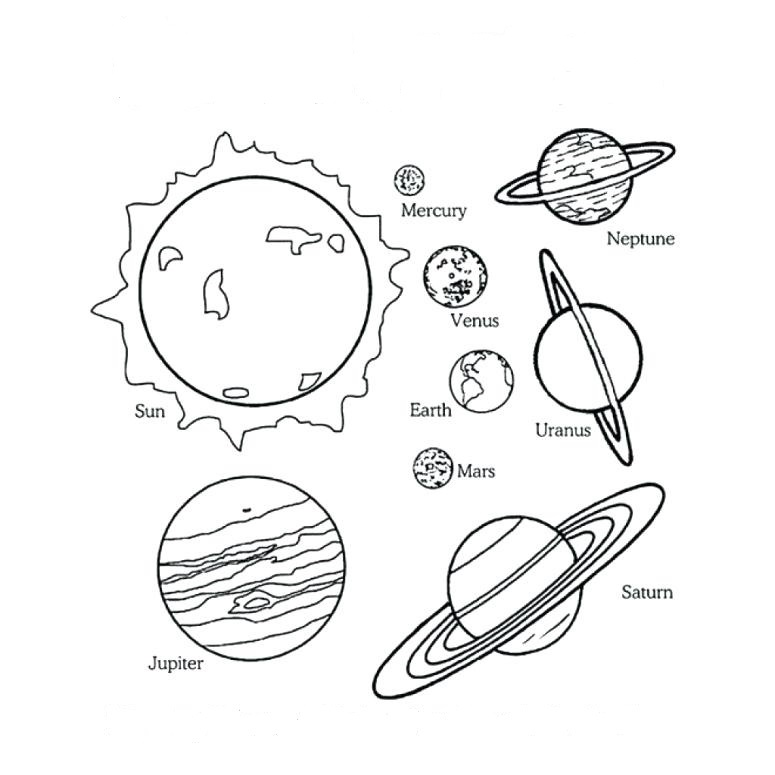 Mercury
Neptune
Venus
Earth
Sun
Uranus
Mars
Saturn
Jupiter